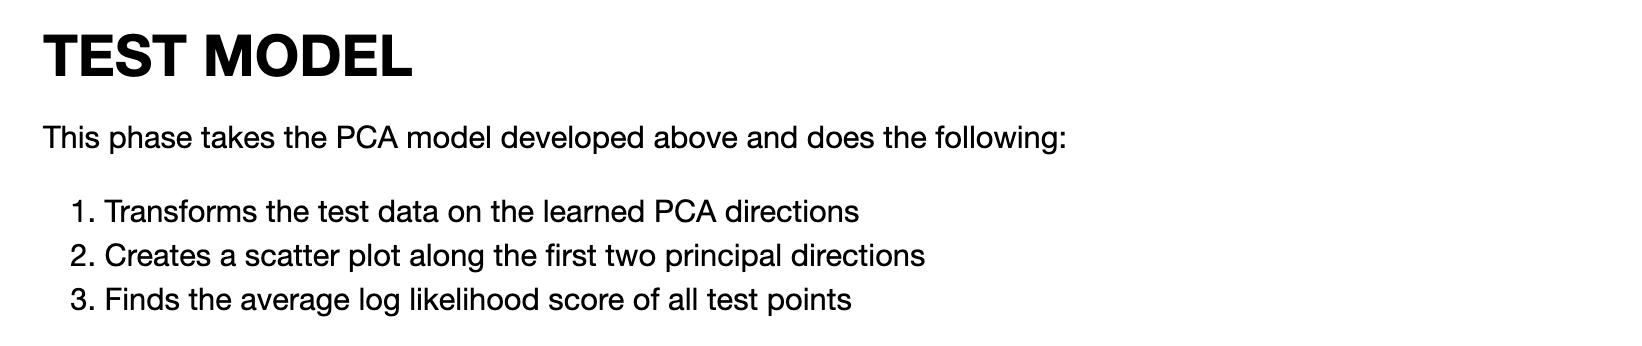 TEST MODEL
This phase takes the PCA model developed above and does the following:
1. Transforms the test data on the learned PCA directions
2. Creates a scatter plot along the first two principal directions
3. Finds the average log likelihood score of all test points